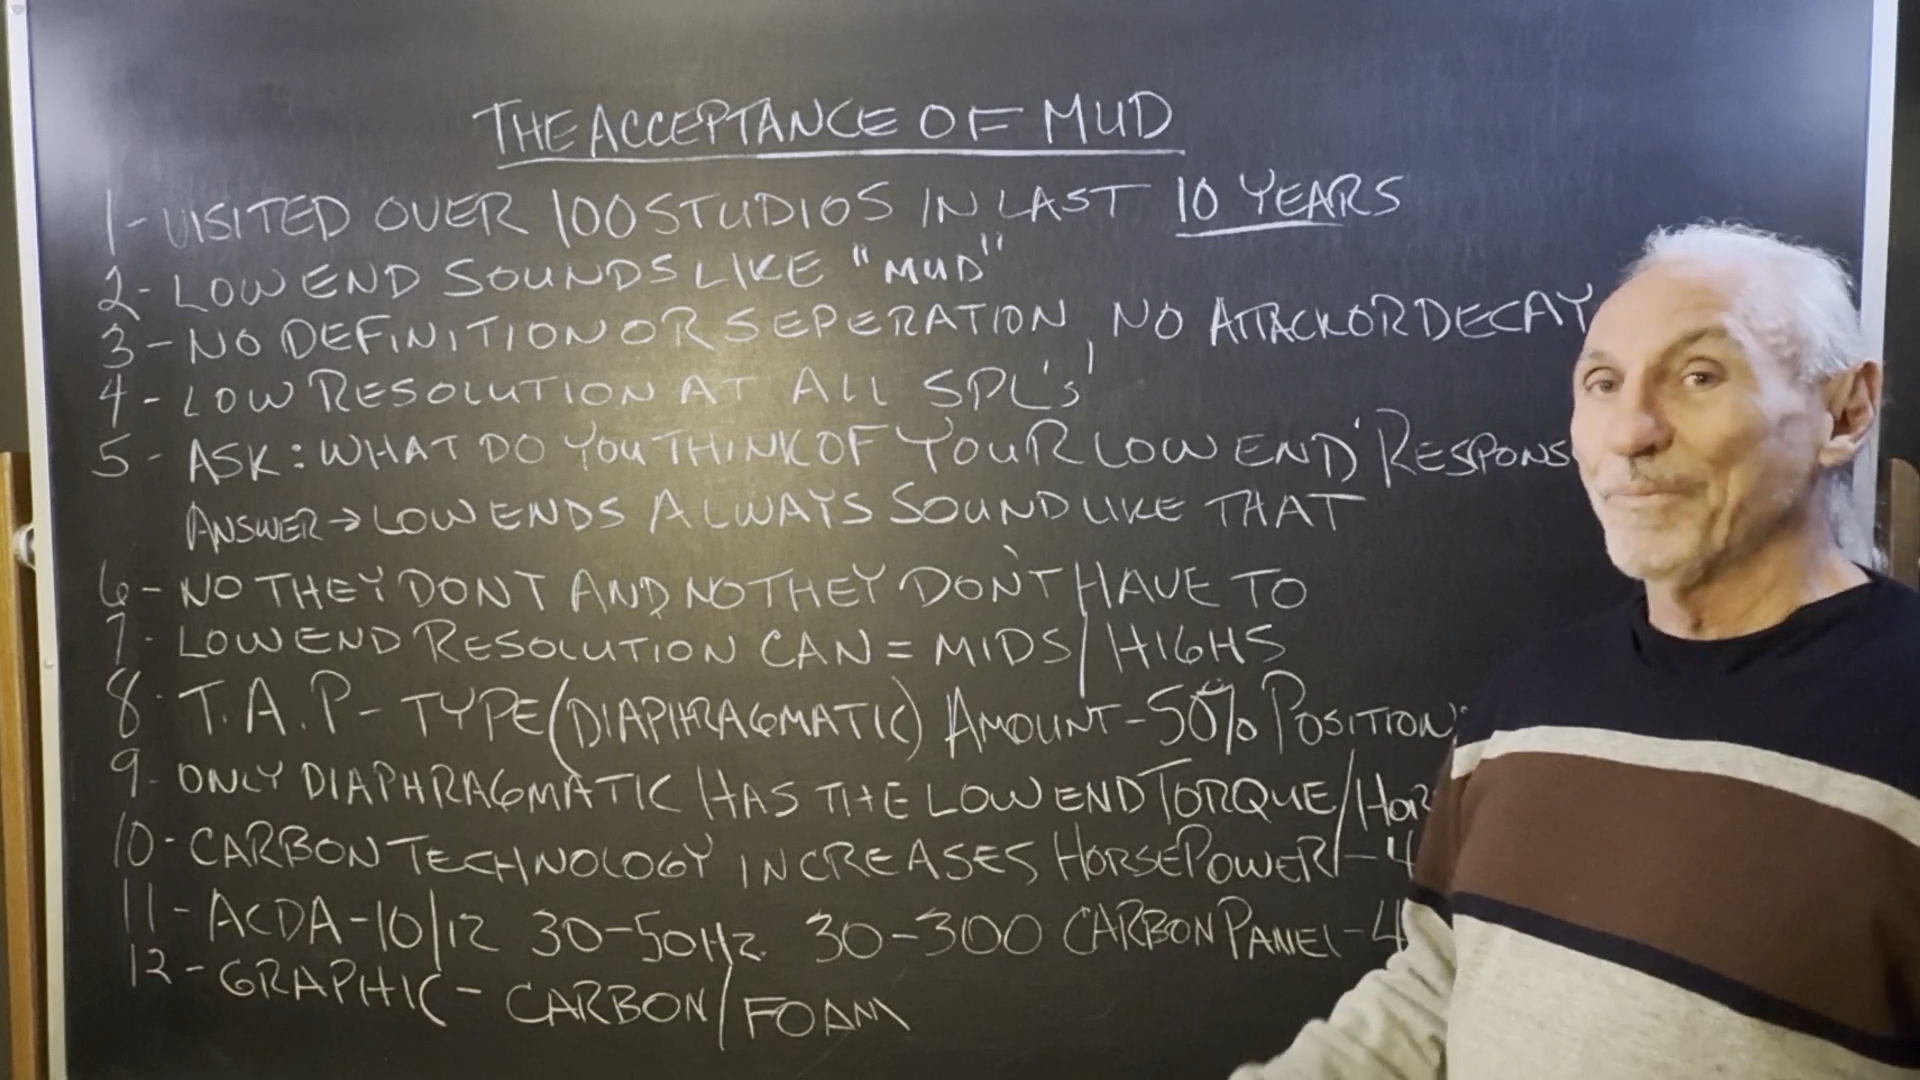 THE ACCEPTANCE OF MUD
1- VISITED OVER 100 STUDIOS IN LAST 10 YEARS
2- LOW END SOUNDS LIKE "MUD"
3- NO DEFINITION OR SEPERATION, NO ATTACK OR DECAY
4- LOW RESOLUTION AT ALL SPL'S
5- ASK: WHAT DO YOU THINK OF YOUR LOW END RESPONS
ANSWER → LOW ENDS ALWAYS SOUND LIKE THAT
6- NO THEY DONT AND NO THEY DON'T HAVE TO
7- LOW END RESOLUTION CAN = MIDS/HIGHS
8- T.A.P- TYPE (DIAPHRAGMATIC) AMOUNT-50% POSITION
9- ONLY DIAPHRAGMATIC HAS THE LOW END TORQUE/HOR
10- CARBON TECHNOLOGY INCREASES HORSEPOWER -4
11- ACDA-10/12 30-50HZ. 30-300 CARBON PANEL-4
12- GRAPHIC- CARBON/FOAM